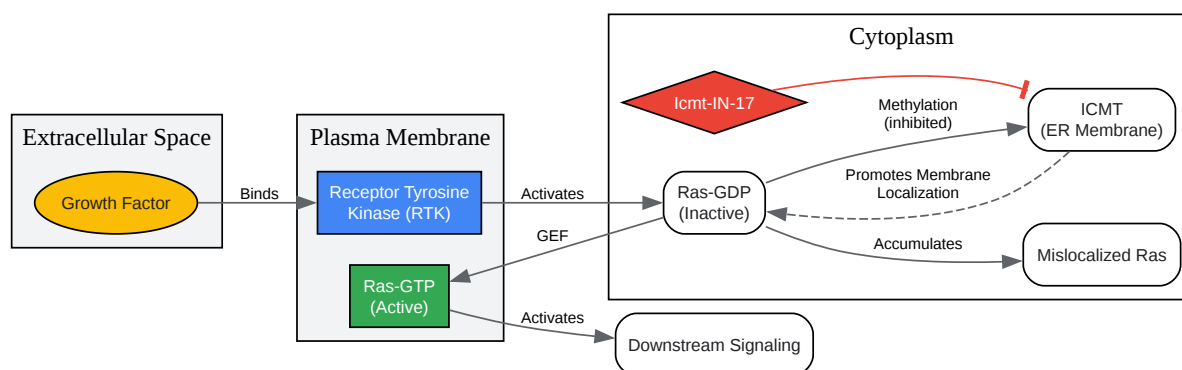 Cytoplasm
Icmt-IN-17
Methylation
(inhibited)
ICMT
(ER Membrane)
Extracellular Space
Plasma Membrane
Growth Factor
Binds
Receptor Tyrosine
Kinase (RTK)
Activates
Ras-GDP
(Inactive)
Promotes Membrane
Localization
GEF
Accumulates
Mislocalized Ras
Ras-GTP
(Active)
Activates
Downstream Signaling